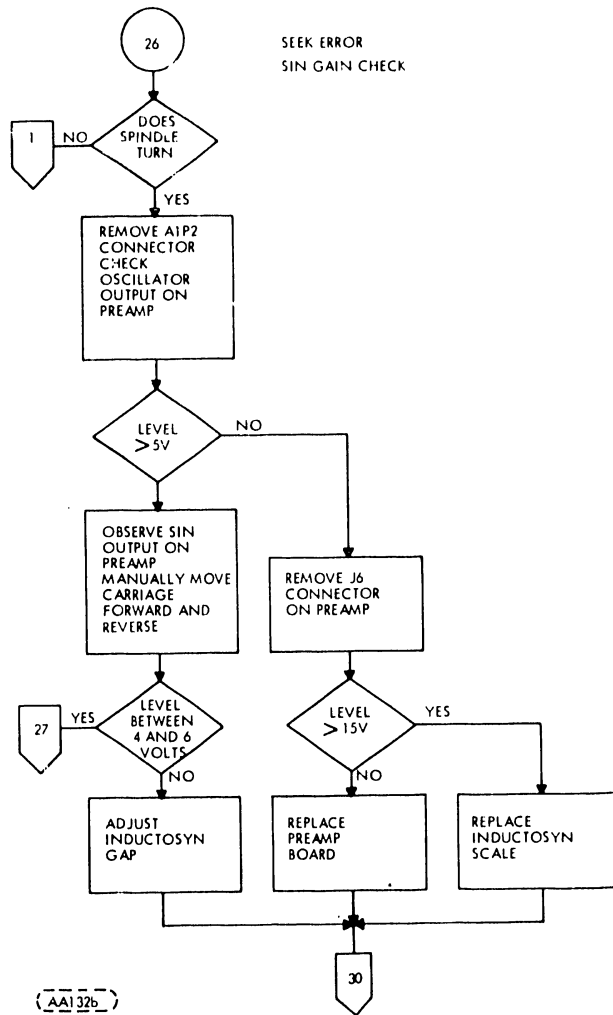 26
SEEK ERROR
SIN GAIN CHECK
1
NO
DOES
SPINDLE
TURN
YES
REMOVE A1P2
CONNECTOR
CHECK
OSCILLATOR
OUTPUT ON
PREAMP
LEVEL
> 5V
NO
OBSERVE SIN
OUTPUT ON
PREAMP
MANUALLY MOVE
CARRIAGE
FORWARD AND
REVERSE
REMOVE J6
CONNECTOR
ON PREAMP
27
YES
LEVEL
BETWEEN
4 AND 6
VOLTS
NO
LEVEL
> 15V
YES
NO
ADJUST
INDUCTOSYN
GAP
REPLACE
PREAMP
BOARD
REPLACE
INDUCTOSYN
SCALE
30
AA132b